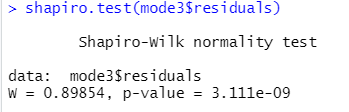 > shapiro.test(mode3$residuals)
Shapiro-Wilk normality test
data:  mode3$residuals
W = 0.89854, p-value = 3.111e-09